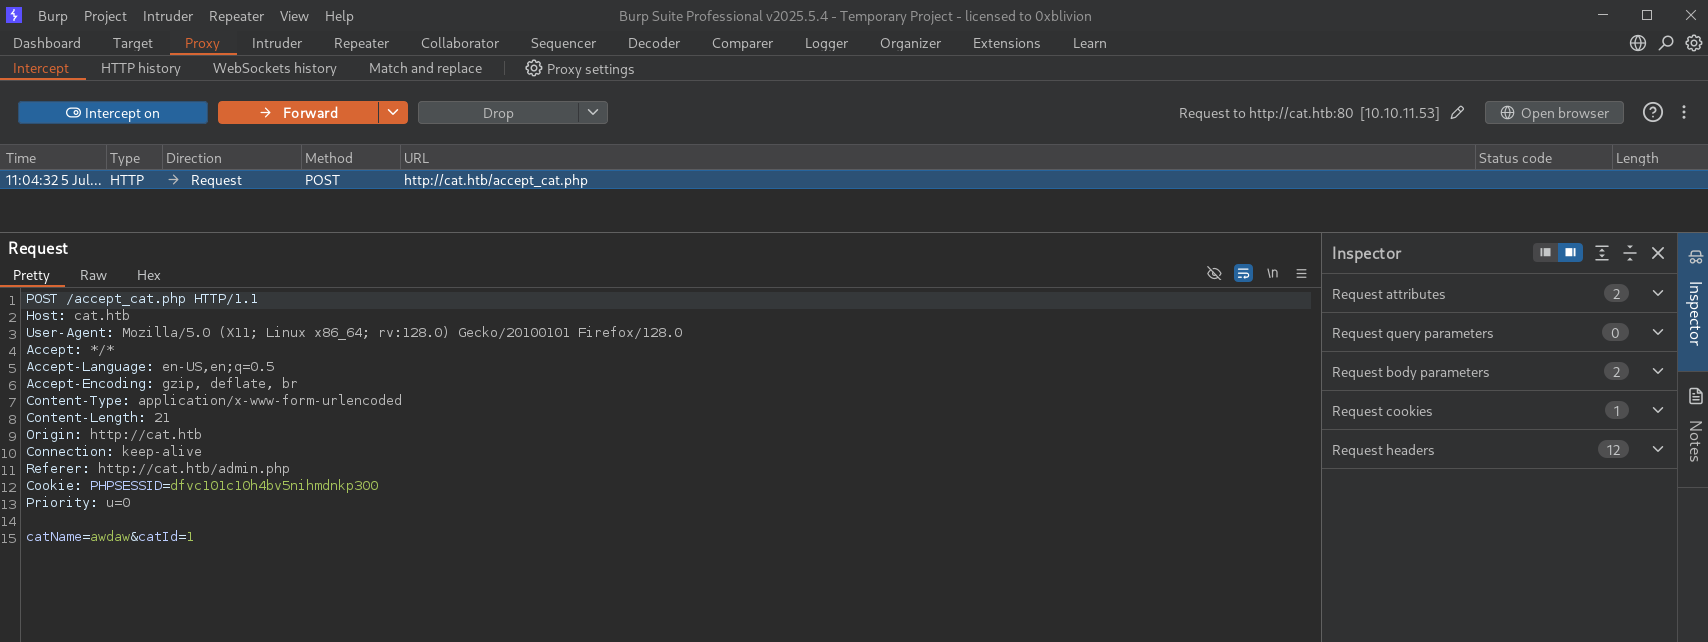 Burp Project Intruder Repeater View Help Burp Suite Professional v2025.5.4 - Temporary Project - licensed to 0xblivion
Dashboard Target Proxy Intruder Repeater Collaborator Sequencer Decoder Comparer Logger Organizer Extensions Learn
Intercept HTTP history WebSockets history Match and replace Proxy settings
Intercept on Forward Drop Request to http://cat.htb:80 [10.10.11.53] Open browser
Time Type Direction Method URL Status code Length
11:04:32 5 Jul... HTTP → Request POST http://cat.htb/accept_cat.php
Request
Pretty Raw Hex \n
1 POST /accept_cat.php HTTP/1.1
2 Host: cat.htb
3 User-Agent: Mozilla/5.0 (X11; Linux x86_64; rv:128.0) Gecko/20100101 Firefox/128.0
4 Accept: */*
5 Accept-Language: en-US,en;q=0.5
6 Accept-Encoding: gzip, deflate, br
7 Content-Type: application/x-www-form-urlencoded
8 Content-Length: 21
9 Origin: http://cat.htb
10 Connection: keep-alive
11 Referer: http://cat.htb/admin.php
12 Cookie: PHPSESSID=dfvc101c10h4bv5nihmdnkp300
13 Priority: u=0
14
15 catName=awdaw&catId=1
Inspector
Request attributes 2
Request query parameters 0
Request body parameters 2
Request cookies 1
Request headers 12
Inspector
Notes